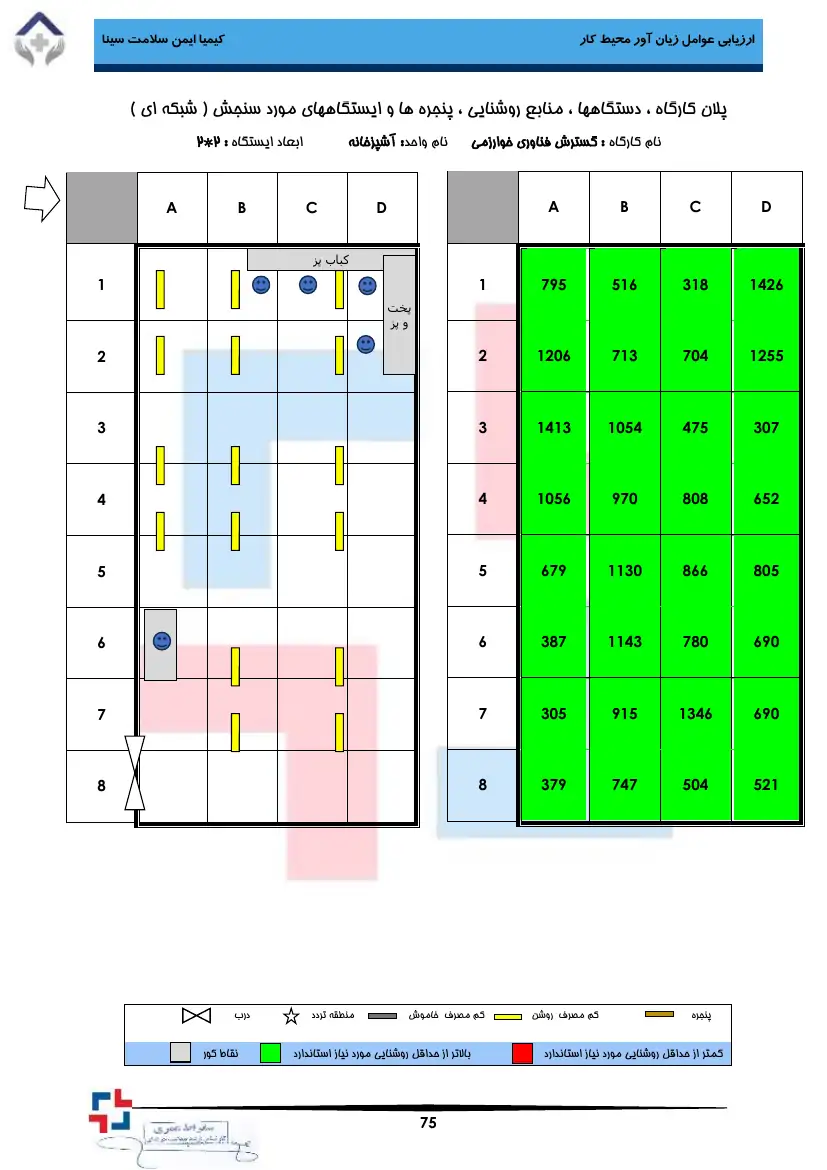 ارزیابی عوامل زیان آور محیط کار
کیمیا ایمن سلامت سینا
پلان کارگاه ، دستگاهها ، منابع روشنایی ، پنجره ها و ایستگاههای مورد سنجش ( شبکه ای )
نام کارگاه : گسترش فناوری خوارزمی نام واحد: آشپزخانه ابعاد ایستگاه : ۲*۲
A B C D
کباب پز
پخت
و پز
1
2
3
4
5
6
7
8
A B C D
1 795 516 318 1426
2 1206 713 704 1255
3 1413 1054 475 307
4 1056 970 808 652
5 679 1130 866 805
6 387 1143 780 690
7 305 915 1346 690
8 379 747 504 521
پنجره کم مصرف روشن کم مصرف خاموش منطقه تردد درب
کمتر از حداقل روشنایی مورد نیاز استاندارد بالاتر از حداقل روشنایی مورد نیاز استاندارد نقاط کور
75